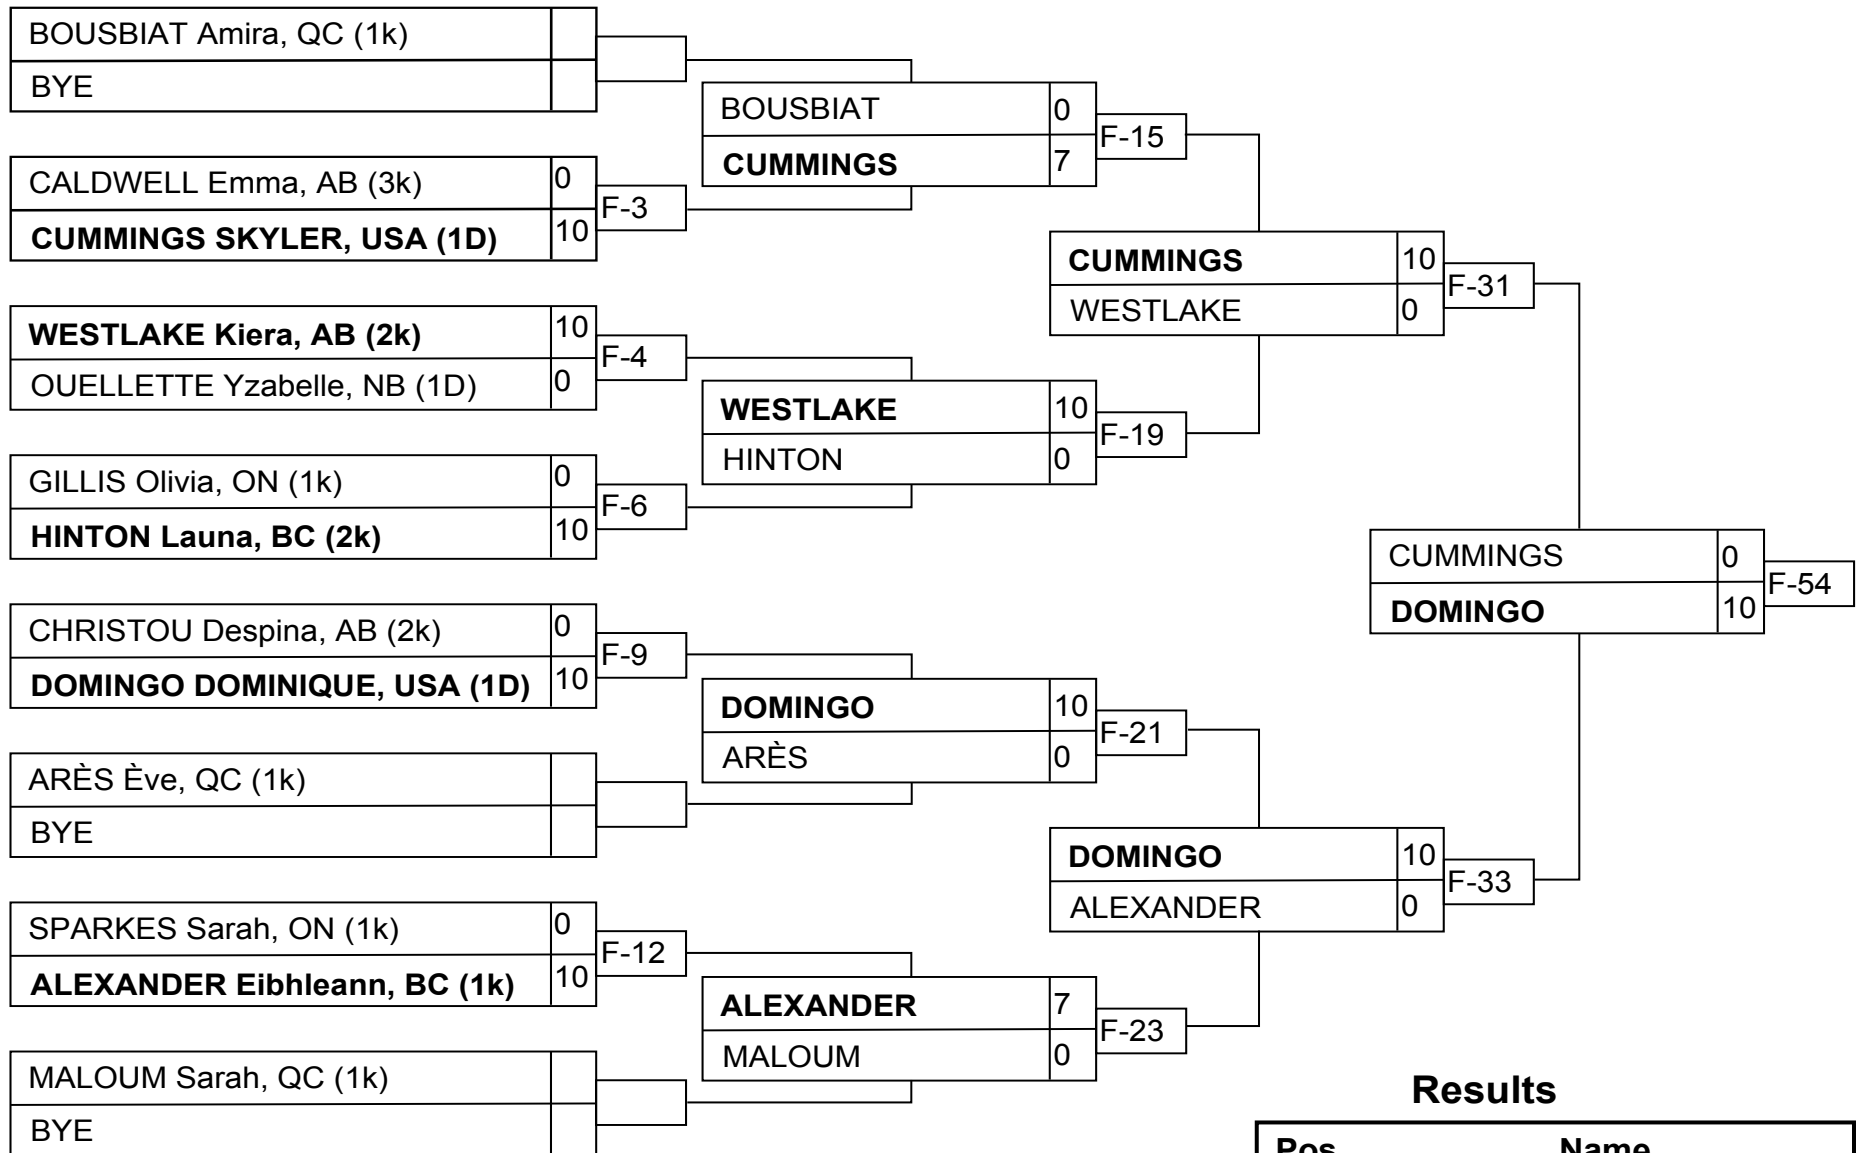 BOUSBIAT Amira, QC (1k)
BYE
CALDWELL Emma, AB (3k) 0
CUMMINGS SKYLER, USA (1D) 10
F-3
WESTLAKE Kiera, AB (2k) 10
OUELLETTE Yzabelle, NB (1D) 0
F-4
GILLIS Olivia, ON (1k) 0
HINTON Launa, BC (2k) 10
F-6
CHRISTOU Despina, AB (2k) 0
DOMINGO DOMINIQUE, USA (1D) 10
F-9
ARÈS Ève, QC (1k)
BYE
SPARKES Sarah, ON (1k) 0
ALEXANDER Eibhleann, BC (1k) 10
F-12
MALOUM Sarah, QC (1k)
BYE
BOUSBIAT 0
CUMMINGS 7
F-15
WESTLAKE 10
HINTON 0
F-19
DOMINGO 10
ARÈS 0
F-21
ALEXANDER 7
MALOUM 0
F-23
CUMMINGS 10
WESTLAKE 0
F-31
DOMINGO 10
ALEXANDER 0
F-33
CUMMINGS 0
DOMINGO 10
F-54
Results
Pos Name